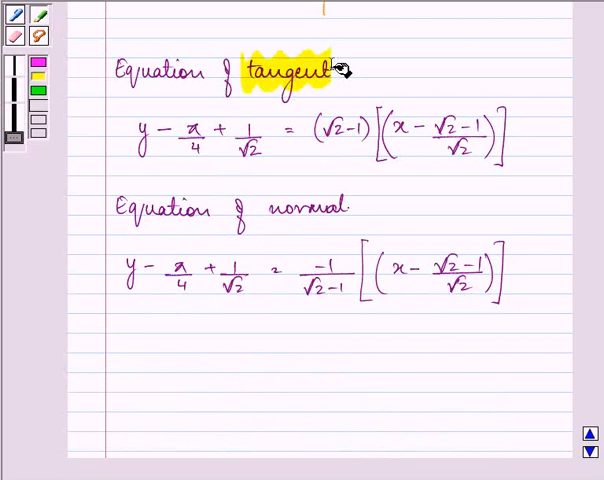 Equation of tangent
y - π/4 + 1/√2 = (√2-1) [(x - √2-1/√2)]
Equation of normal.
y - π/4 + 1/√2 = -1/√2-1 [(x - √2-1/√2)]